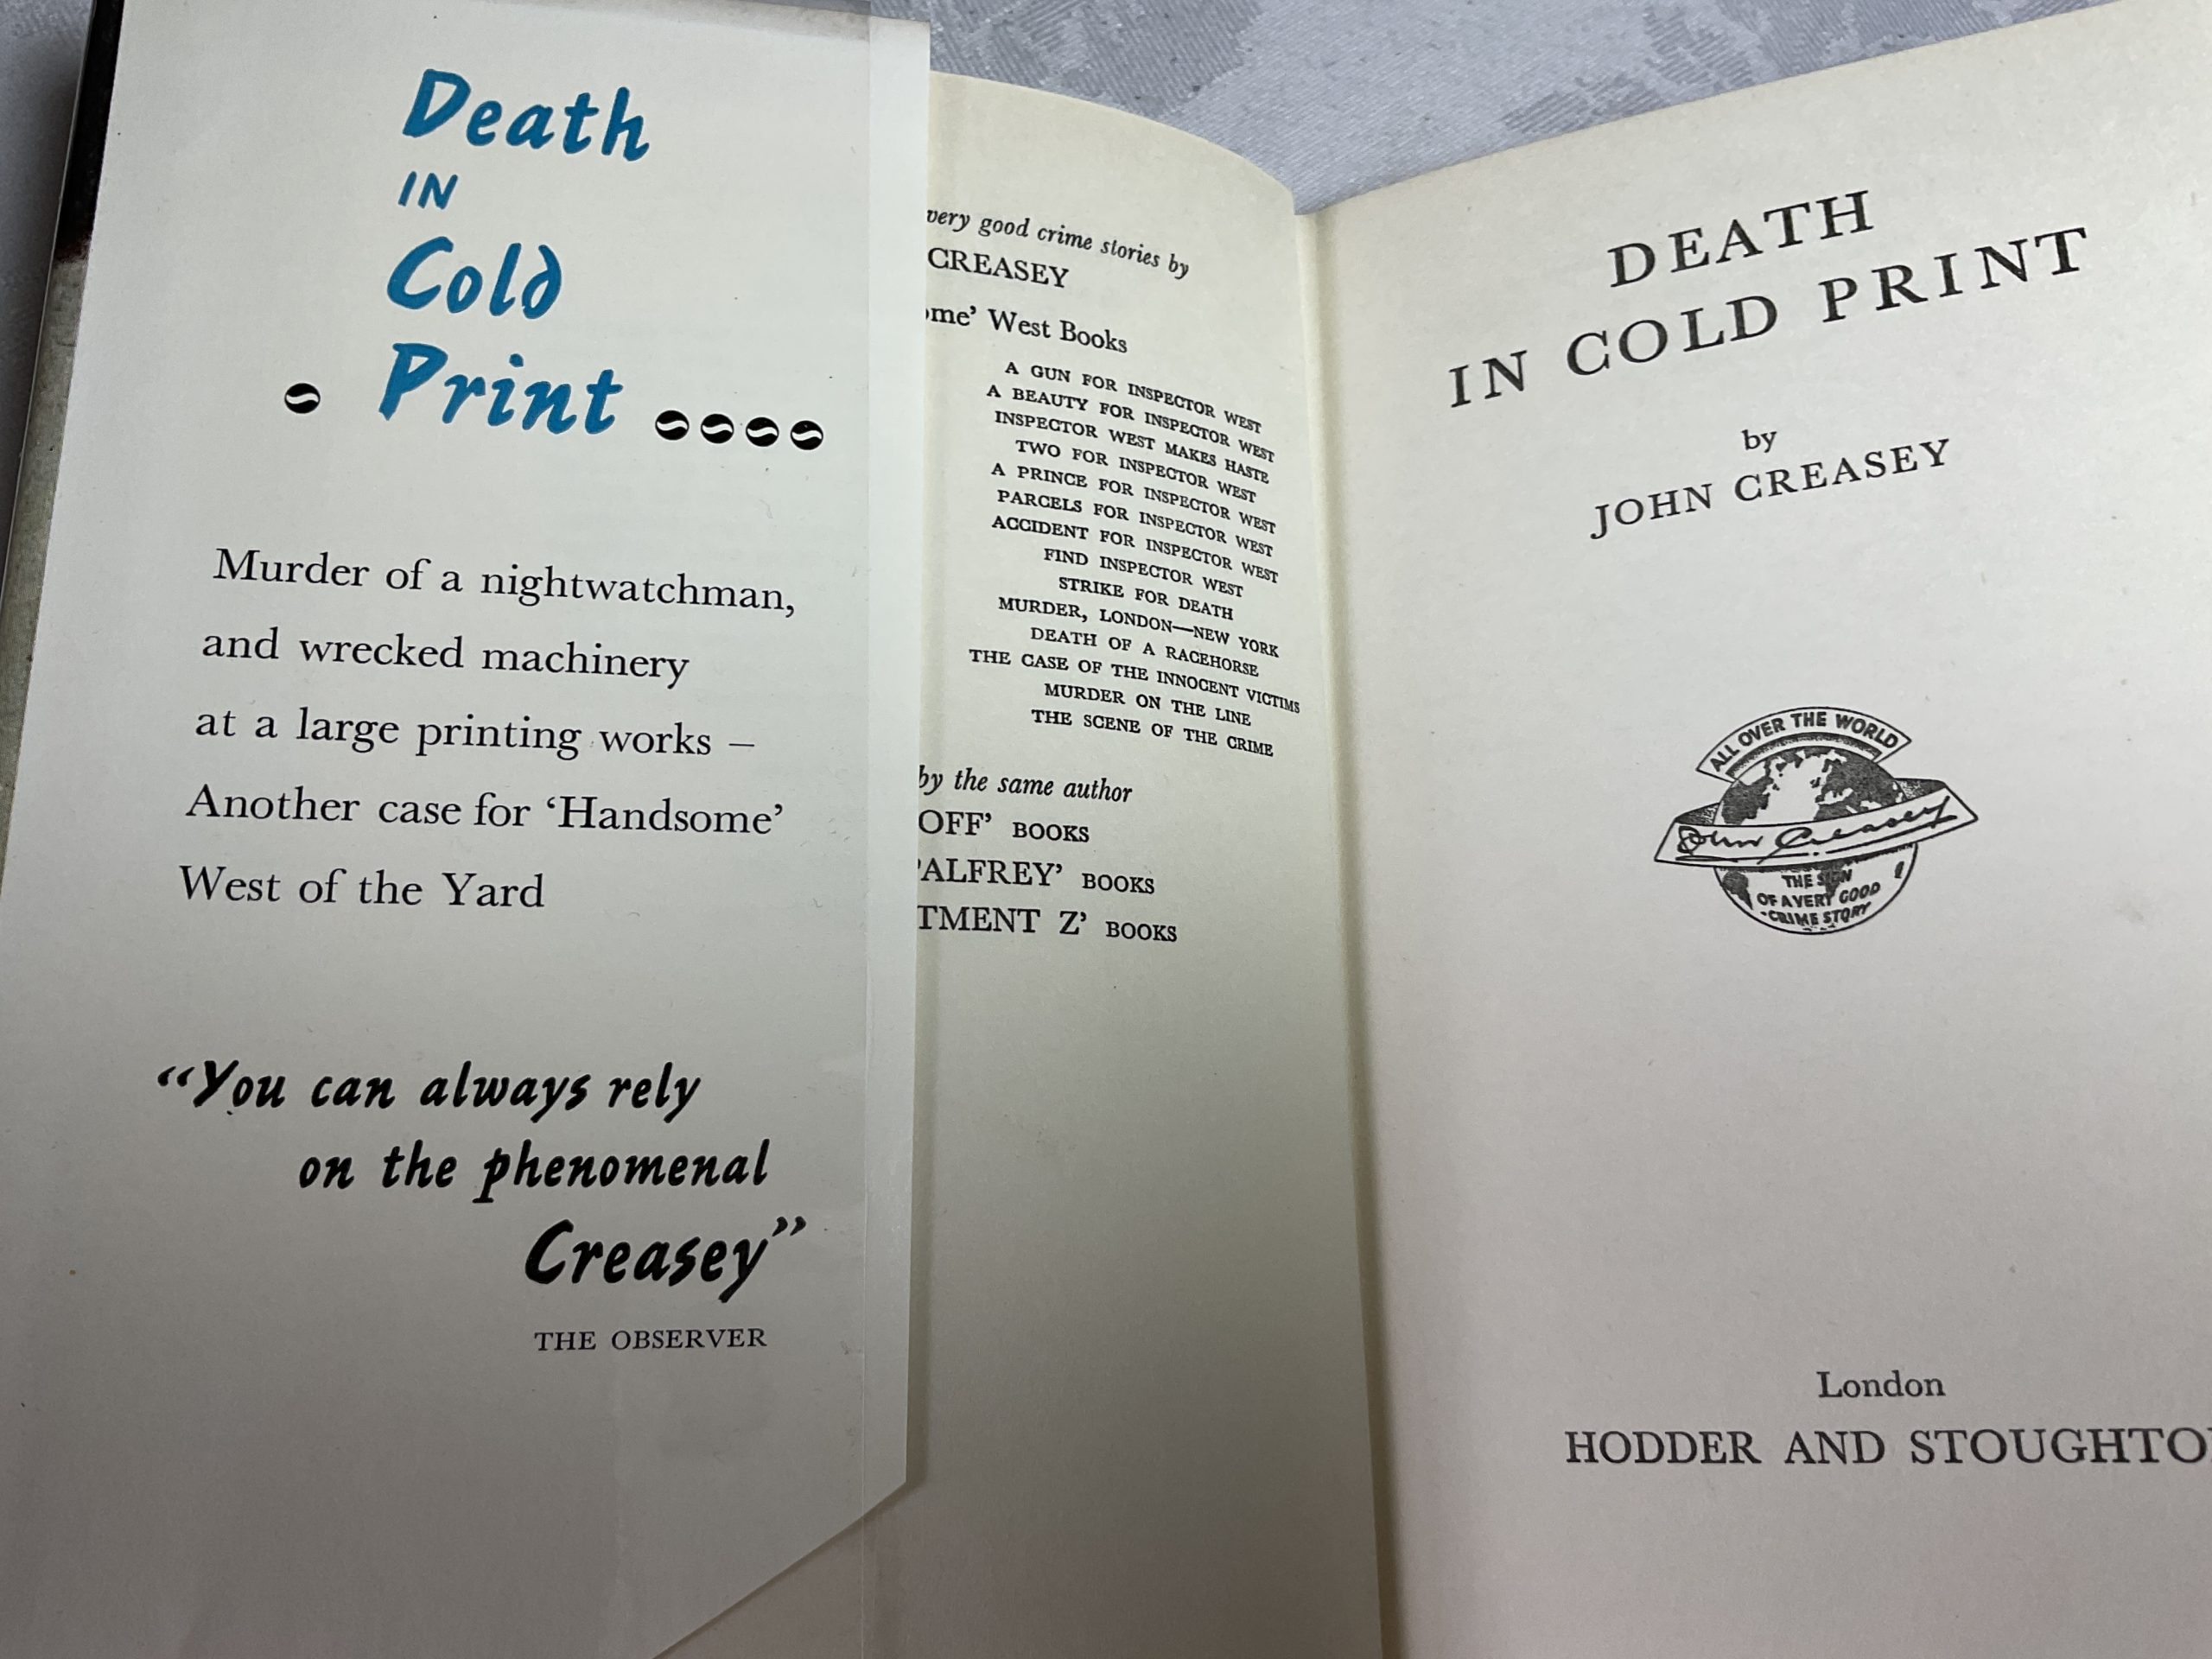 Death
IN
Cold
Print
Murder of a nightwatchman,
and wrecked machinery
at a large printing works –
Another case for ‘Handsome’
West of the Yard
“You can always rely
on the phenomenal
Creasey”
THE OBSERVER
very good crime stories by
CREASEY
ome’ West Books
A GUN FOR INSPECTOR WEST
A BEAUTY FOR INSPECTOR WEST
INSPECTOR WEST MAKES HASTE
TWO FOR INSPECTOR WEST
A PRINCE FOR INSPECTOR WEST
PARCELS FOR INSPECTOR WEST
ACCIDENT FOR INSPECTOR WEST
FIND INSPECTOR WEST
STRIKE FOR DEATH
MURDER, LONDON—NEW YORK
DEATH OF A RACEHORSE
THE CASE OF THE INNOCENT VICTIMS
MURDER ON THE LINE
THE SCENE OF THE CRIME
by the same author
OFF’ BOOKS
PALFREY’ BOOKS
TMENT Z’ BOOKS
DEATH
IN COLD PRINT
by
JOHN CREASEY
ALL OVER THE WORLD
John Creasey
THE SIGN
OF A VERY GOOD
CRIME STORY
London
HODDER AND STOUGHTO